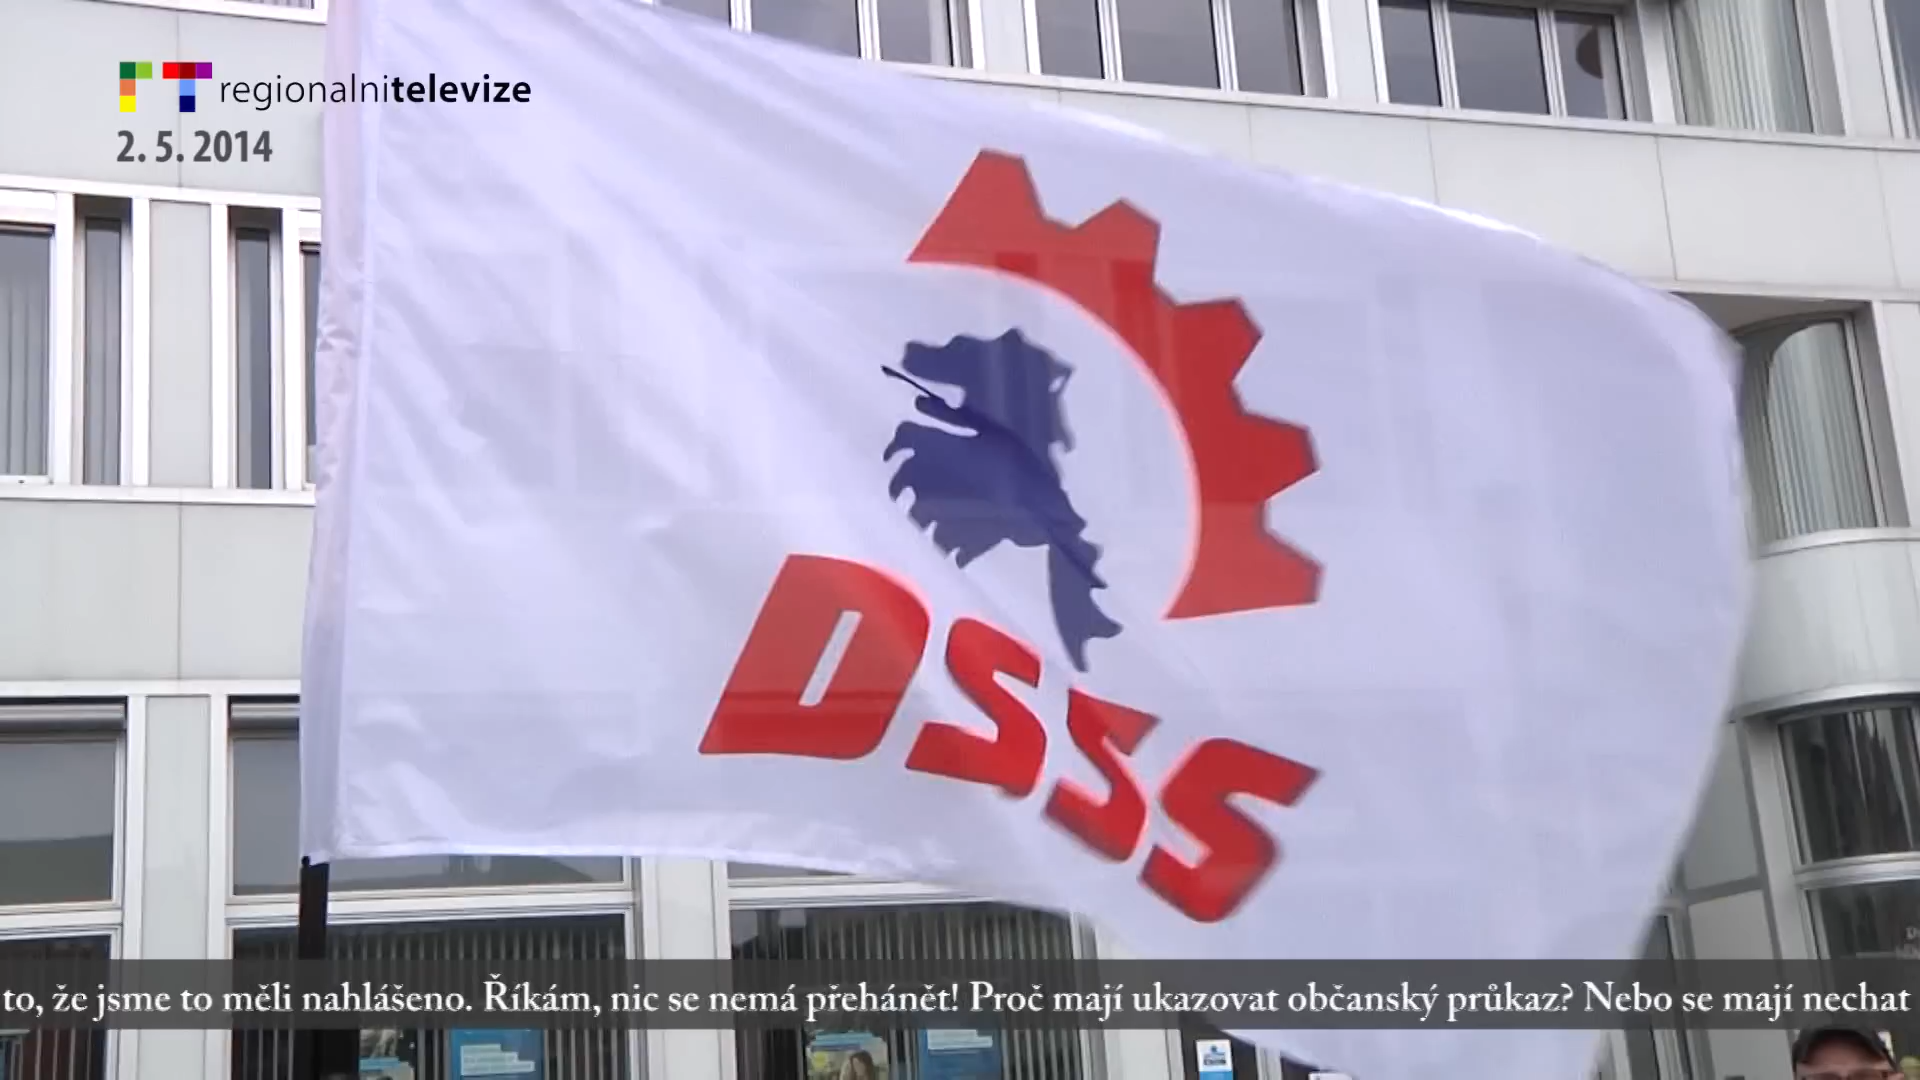 regionalnitelevize
2. 5. 2014
DSSS
to, že jsme to měli nahlášeno. Říkám, nic se nemá přehánět! Proč mají ukazovat občanský průkaz? Nebo se mají nechat